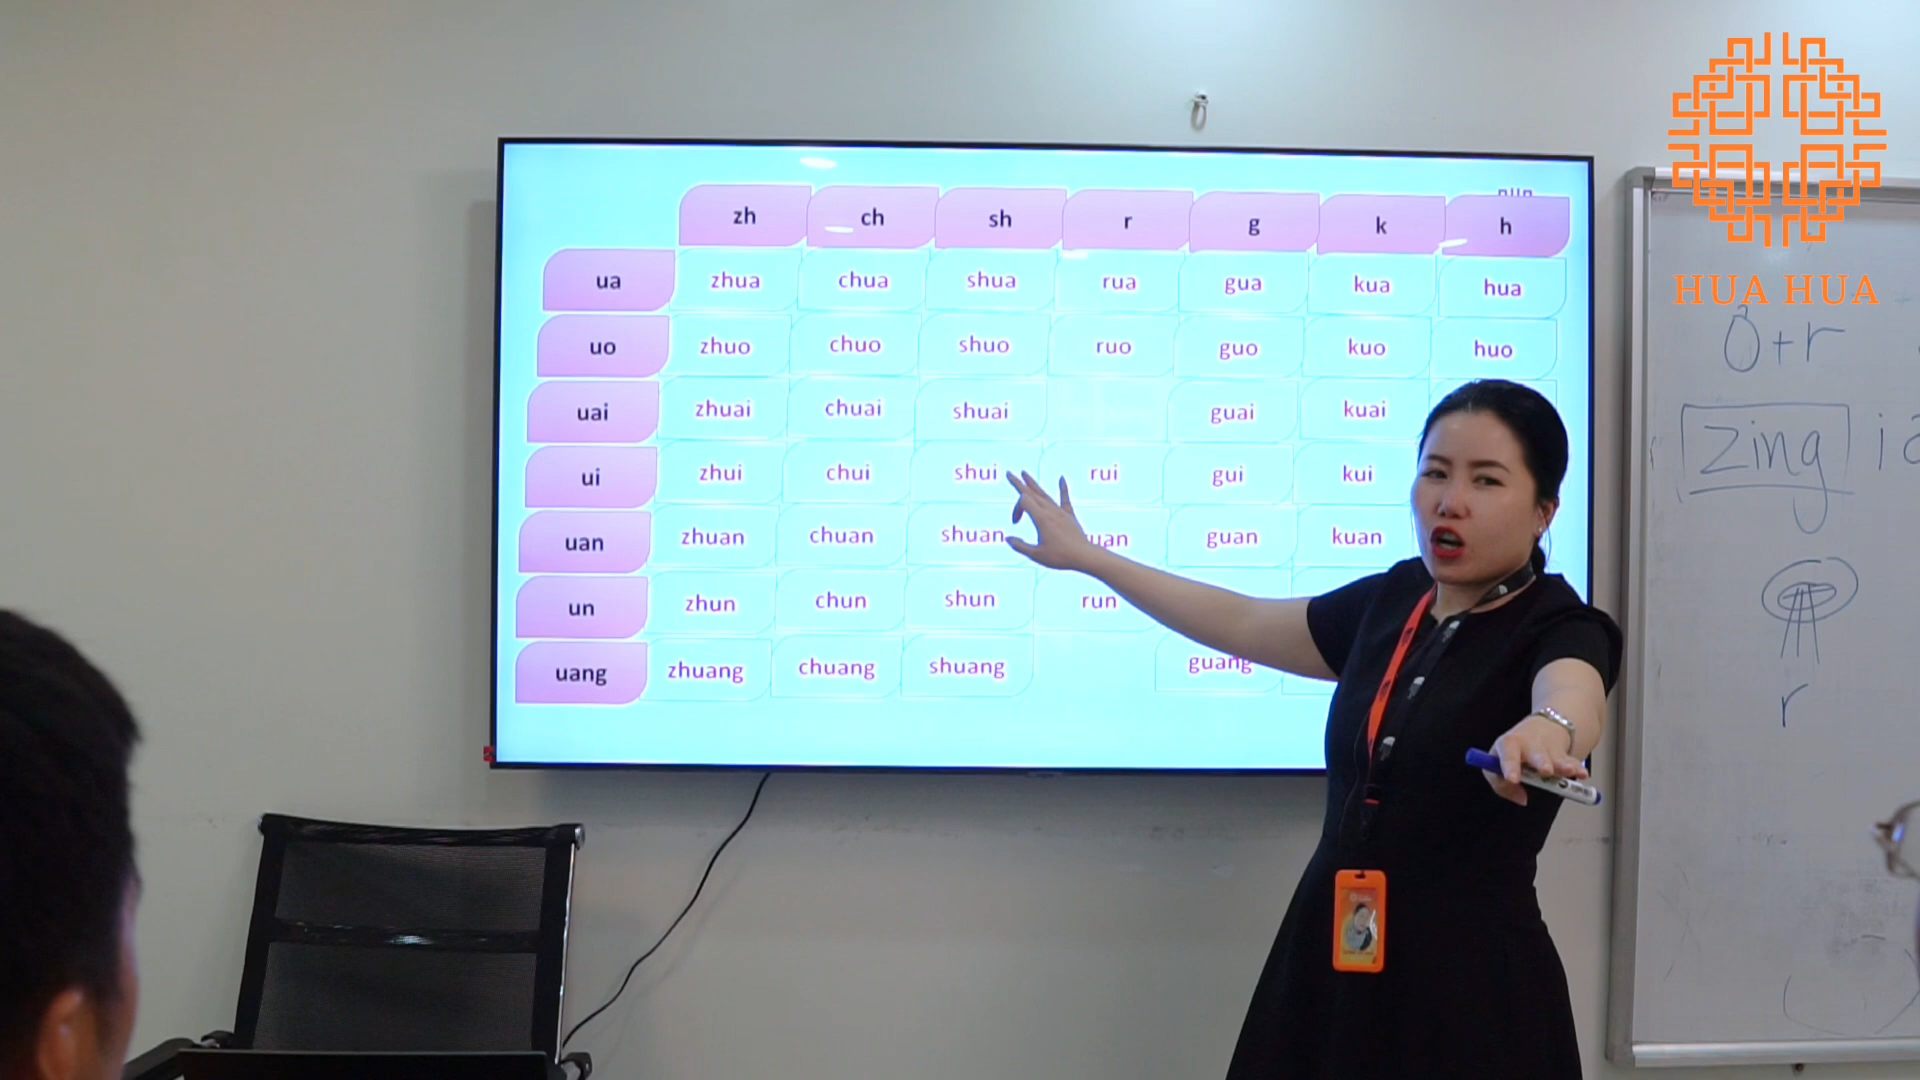 HUA HUA
zh ch sh r g k h
ua zhua chua shua rua gua kua hua
uo zhuo chuo shuo ruo guo kuo huo
uai zhuai chuai shuai guai kuai
ui zhui chui shui rui gui kui
uan zhuan chuan shuan uan guan kuan
un zhun chun shun run
uang zhuang chuang shuang guang
o+r
zing i
r